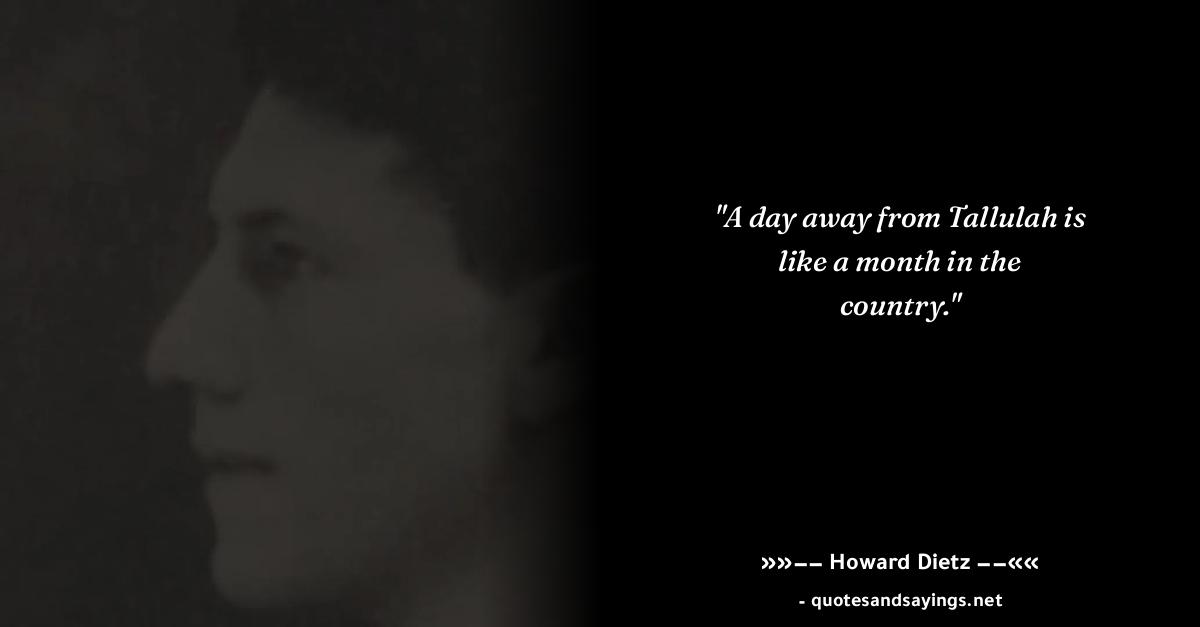 "A day away from Tallulah is
like a month in the
country."
»»−− Howard Dietz −−««
- quotesandsayings.net